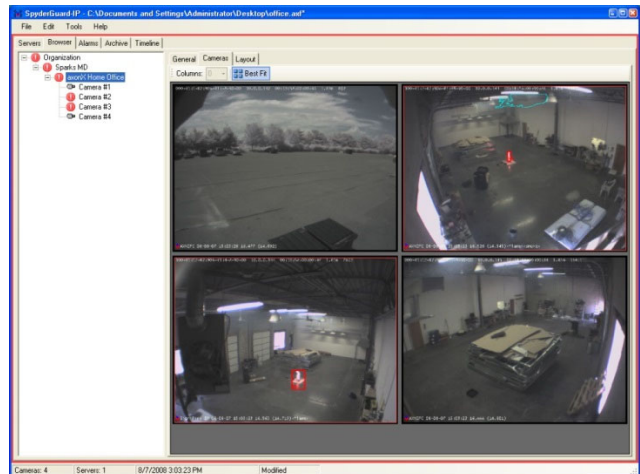 SpyderGuard-IP - C:\Documents and Settings\Administrator\Desktop\office.axf*
File Edit Tools Help
Servers Browser Alarms Archive Timeline
Organization
Sparks MD
axonX Home Office
Camera #1
Camera #2
Camera #3
Camera #4
General Cameras Layout
Columns: 0 Best Fit
Cameras: 4 Servers: 1 8/7/2008 3:03:23 PM Modified